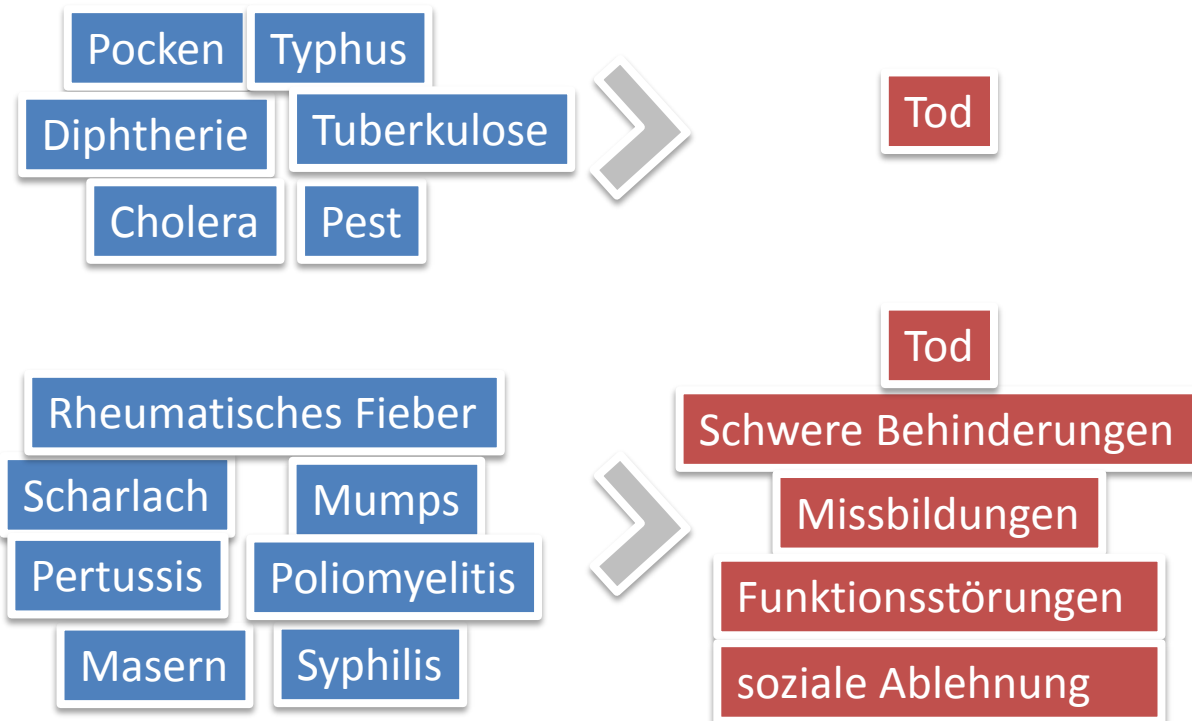 Pocken Typhus
Diphtherie Tuberkulose
Cholera Pest
Tod
Rheumatisches Fieber
Scharlach Mumps
Pertussis Poliomyelitis
Masern Syphilis
Tod
Schwere Behinderungen
Missbildungen
Funktionsstörungen
soziale Ablehnung